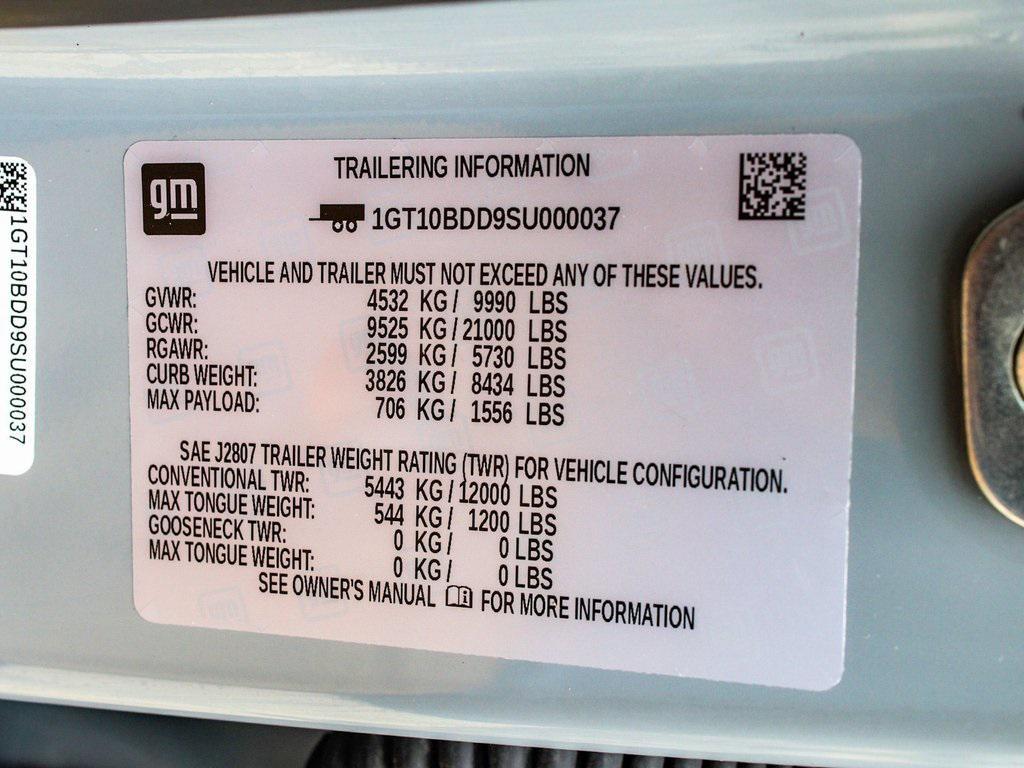 gm
TRAILERING INFORMATION
1GT10BDD9SU000037
VEHICLE AND TRAILER MUST NOT EXCEED ANY OF THESE VALUES.
GVWR: 4532 KG / 9990 LBS
GCWR: 9525 KG / 21000 LBS
RGAWR: 2599 KG / 5730 LBS
CURB WEIGHT: 3826 KG / 8434 LBS
MAX PAYLOAD: 706 KG / 1556 LBS
SAE J2807 TRAILER WEIGHT RATING (TWR) FOR VEHICLE CONFIGURATION.
CONVENTIONAL TWR: 5443 KG / 12000 LBS
MAX TONGUE WEIGHT: 544 KG / 1200 LBS
GOOSENECK TWR: 0 KG / 0 LBS
MAX TONGUE WEIGHT: 0 KG / 0 LBS
SEE OWNER'S MANUAL FOR MORE INFORMATION
1GT10BDD9SU000037